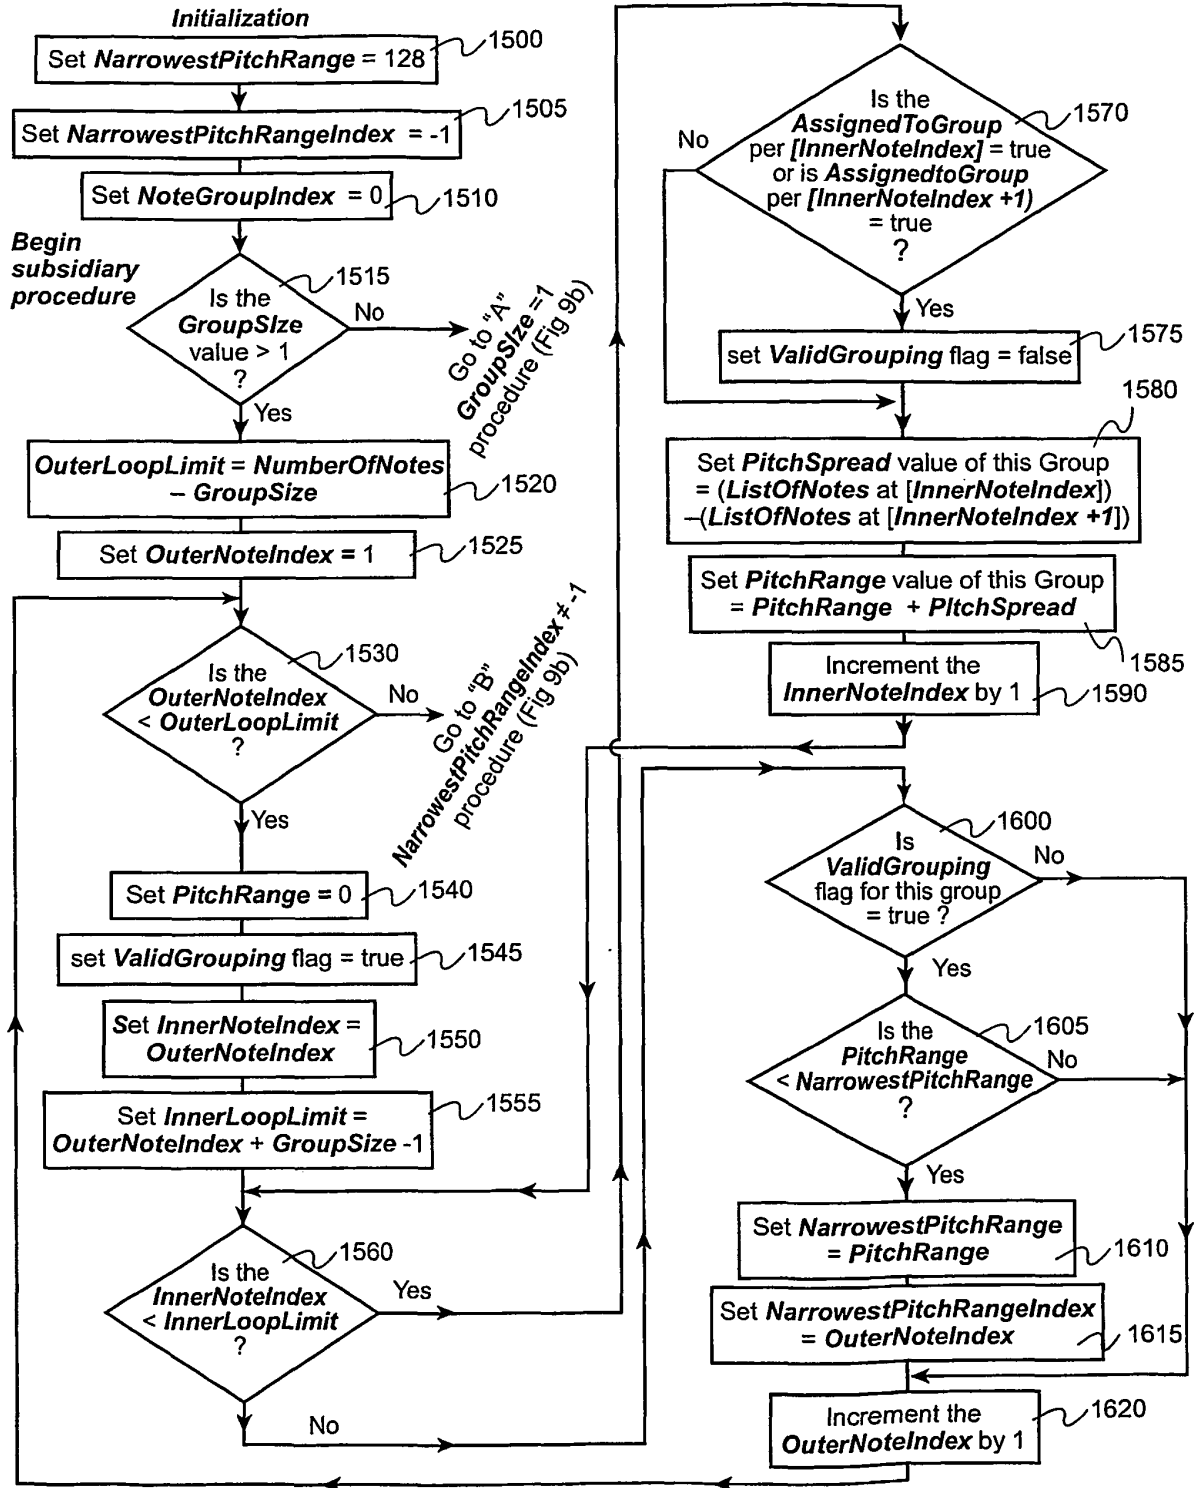 Initialization
Set NarrowestPitchRange = 128
1500
Set NarrowestPitchRangeIndex = -1
1505
Set NoteGroupIndex = 0
1510
Begin
subsidiary
procedure
Is the
GroupSIze
value > 1
?
1515
No
Go to "A"
GroupSIze =1
procedure (Fig 9b)
Yes
OuterLoopLimit = NumberOfNotes
– GroupSize
1520
Set OuterNoteIndex = 1
1525
Is the
OuterNoteIndex
< OuterLoopLimit
?
1530
No
Go to "B"
NarrowestPitchRangeIndex ≠ -1
procedure (Fig 9b)
Yes
Set PitchRange = 0
1540
set ValidGrouping flag = true
1545
Set InnerNoteIndex =
OuterNoteIndex
1550
Set InnerLoopLimit =
OuterNoteIndex + GroupSize -1
1555
Is the
InnerNoteIndex
< InnerLoopLimit
?
1560
Yes
No
Is the
AssignedToGroup
per [InnerNoteIndex] = true
or is AssignedtoGroup
per [InnerNoteIndex +1)
= true
?
1570
No
Yes
set ValidGrouping flag = false
1575
Set PitchSpread value of this Group
= (ListOfNotes at [InnerNoteIndex])
–(ListOfNotes at [InnerNoteIndex +1])
1580
Set PitchRange value of this Group
= PitchRange + PItchSpread
1585
Increment the
InnerNoteIndex by 1
1590
Is
ValidGrouping
flag for this group
= true ?
1600
No
Yes
Is the
PitchRange
< NarrowestPitchRange
?
1605
No
Yes
Set NarrowestPitchRange
= PitchRange
1610
Set NarrowestPitchRangeIndex
= OuterNoteIndex
1615
Increment the
OuterNoteIndex by 1
1620